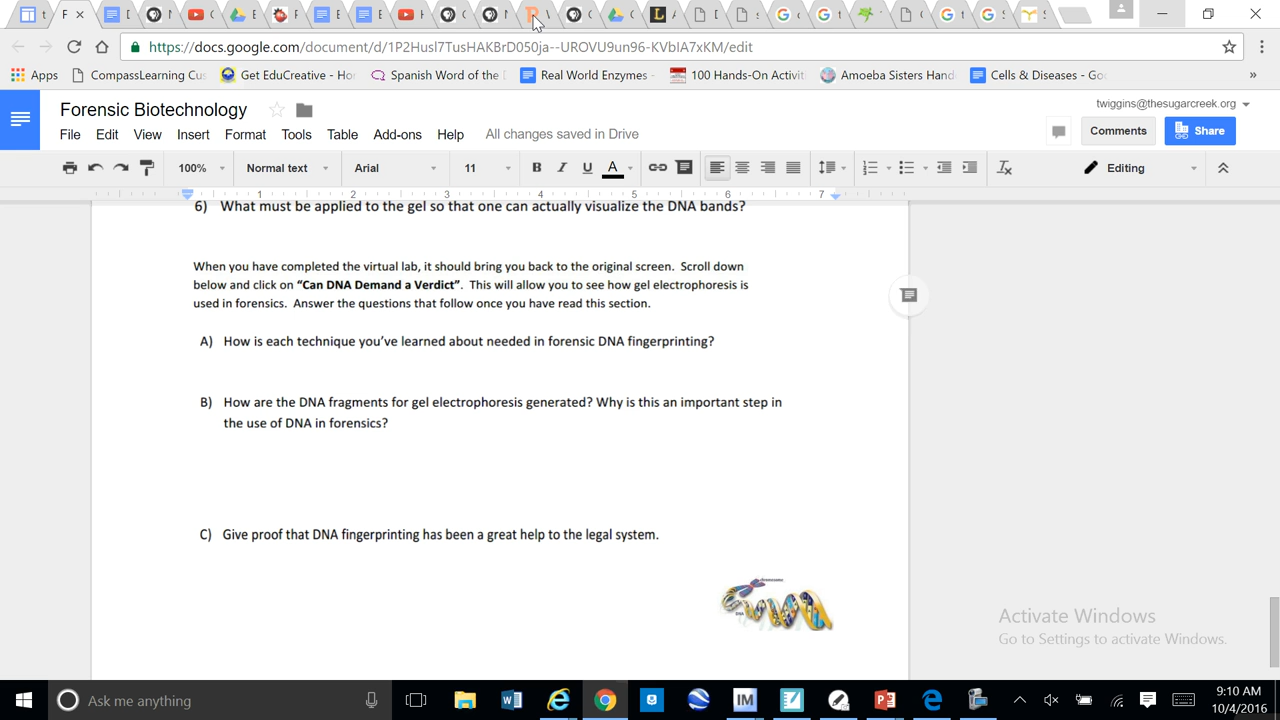 https://docs.google.com/document/d/1P2Husl7TusHAKBrD050ja--UROVU9un96-KVbIA7xKM/edit
Apps CompassLearning Cu Get EduCreative - Ho Spanish Word of the Real World Enzymes 100 Hands-On Activit Amoeba Sisters Hand Cells & Diseases - Go »
Forensic Biotechnology
twiggins@thesugarcreek.org
File Edit View Insert Format Tools Table Add-ons Help All changes saved in Drive
Comments Share
100% Normal text Arial 11 B I U A Editing
1 2 3 4 5 6 7
6) What must be applied to the gel so that one can actually visualize the DNA bands?
When you have completed the virtual lab, it should bring you back to the original screen. Scroll down
below and click on “Can DNA Demand a Verdict”. This will allow you to see how gel electrophoresis is
used in forensics. Answer the questions that follow once you have read this section.
A) How is each technique you’ve learned about needed in forensic DNA fingerprinting?
B) How are the DNA fragments for gel electrophoresis generated? Why is this an important step in
the use of DNA in forensics?
C) Give proof that DNA fingerprinting has been a great help to the legal system.
Activate Windows
Go to Settings to activate Windows.
Ask me anything
9:10 AM
10/4/2016